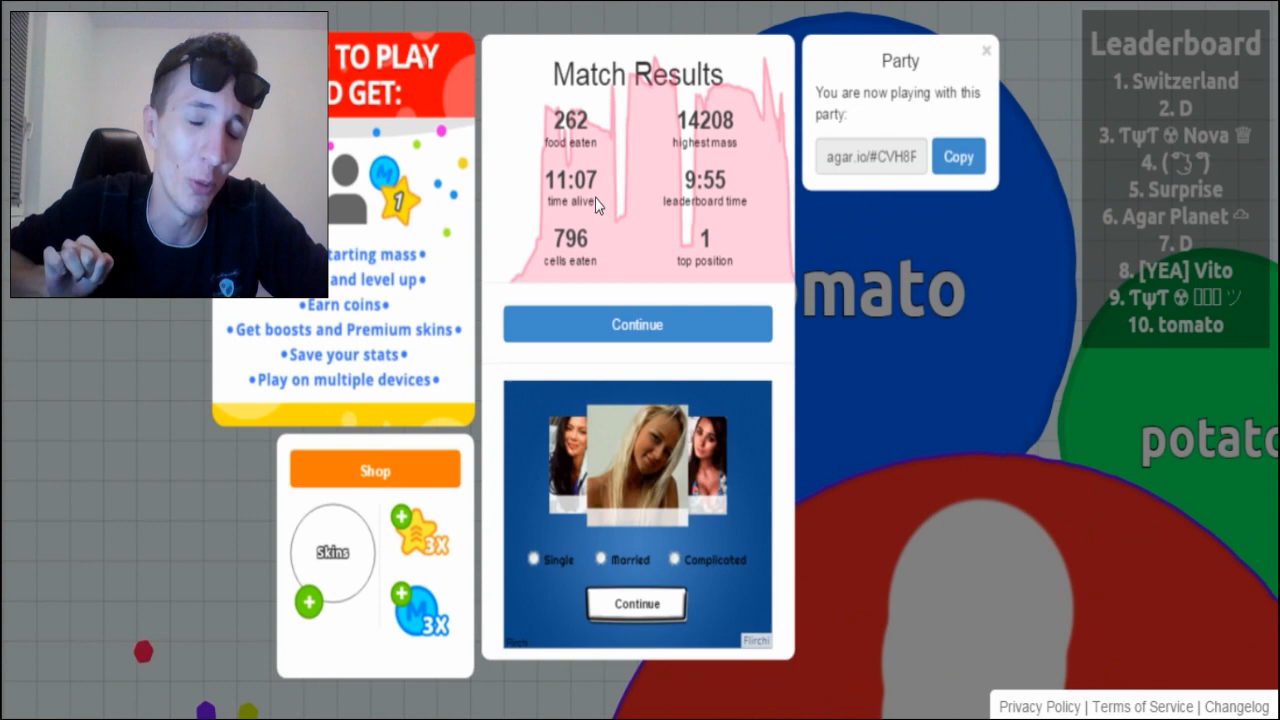 TO PLAY
D GET:
1
tarting mass•
and level up•
•Earn coins•
•Get boosts and Premium skins•
•Save your stats•
•Play on multiple devices•
Shop
Skins
3X
M
3X
Match Results
262
food eaten
14208
highest mass
11:07
time alive
9:55
leaderboard time
796
cells eaten
1
top position
Continue
Single
Married
Complicated
Continue
Flirchi
Party
×
You are now playing with this
party:
agar.io/#CVH8F
Copy
mato
potato
Leaderboard
1. Switzerland
2. D
3. ƬψƬ ☢ Nova ♕
5. Surprise
6. Agar Planet
7. D
8. [YEA] Vito
9. ƬψƬ ☢ ツ
10. tomato
Privacy Policy | Terms of Service | Changelog